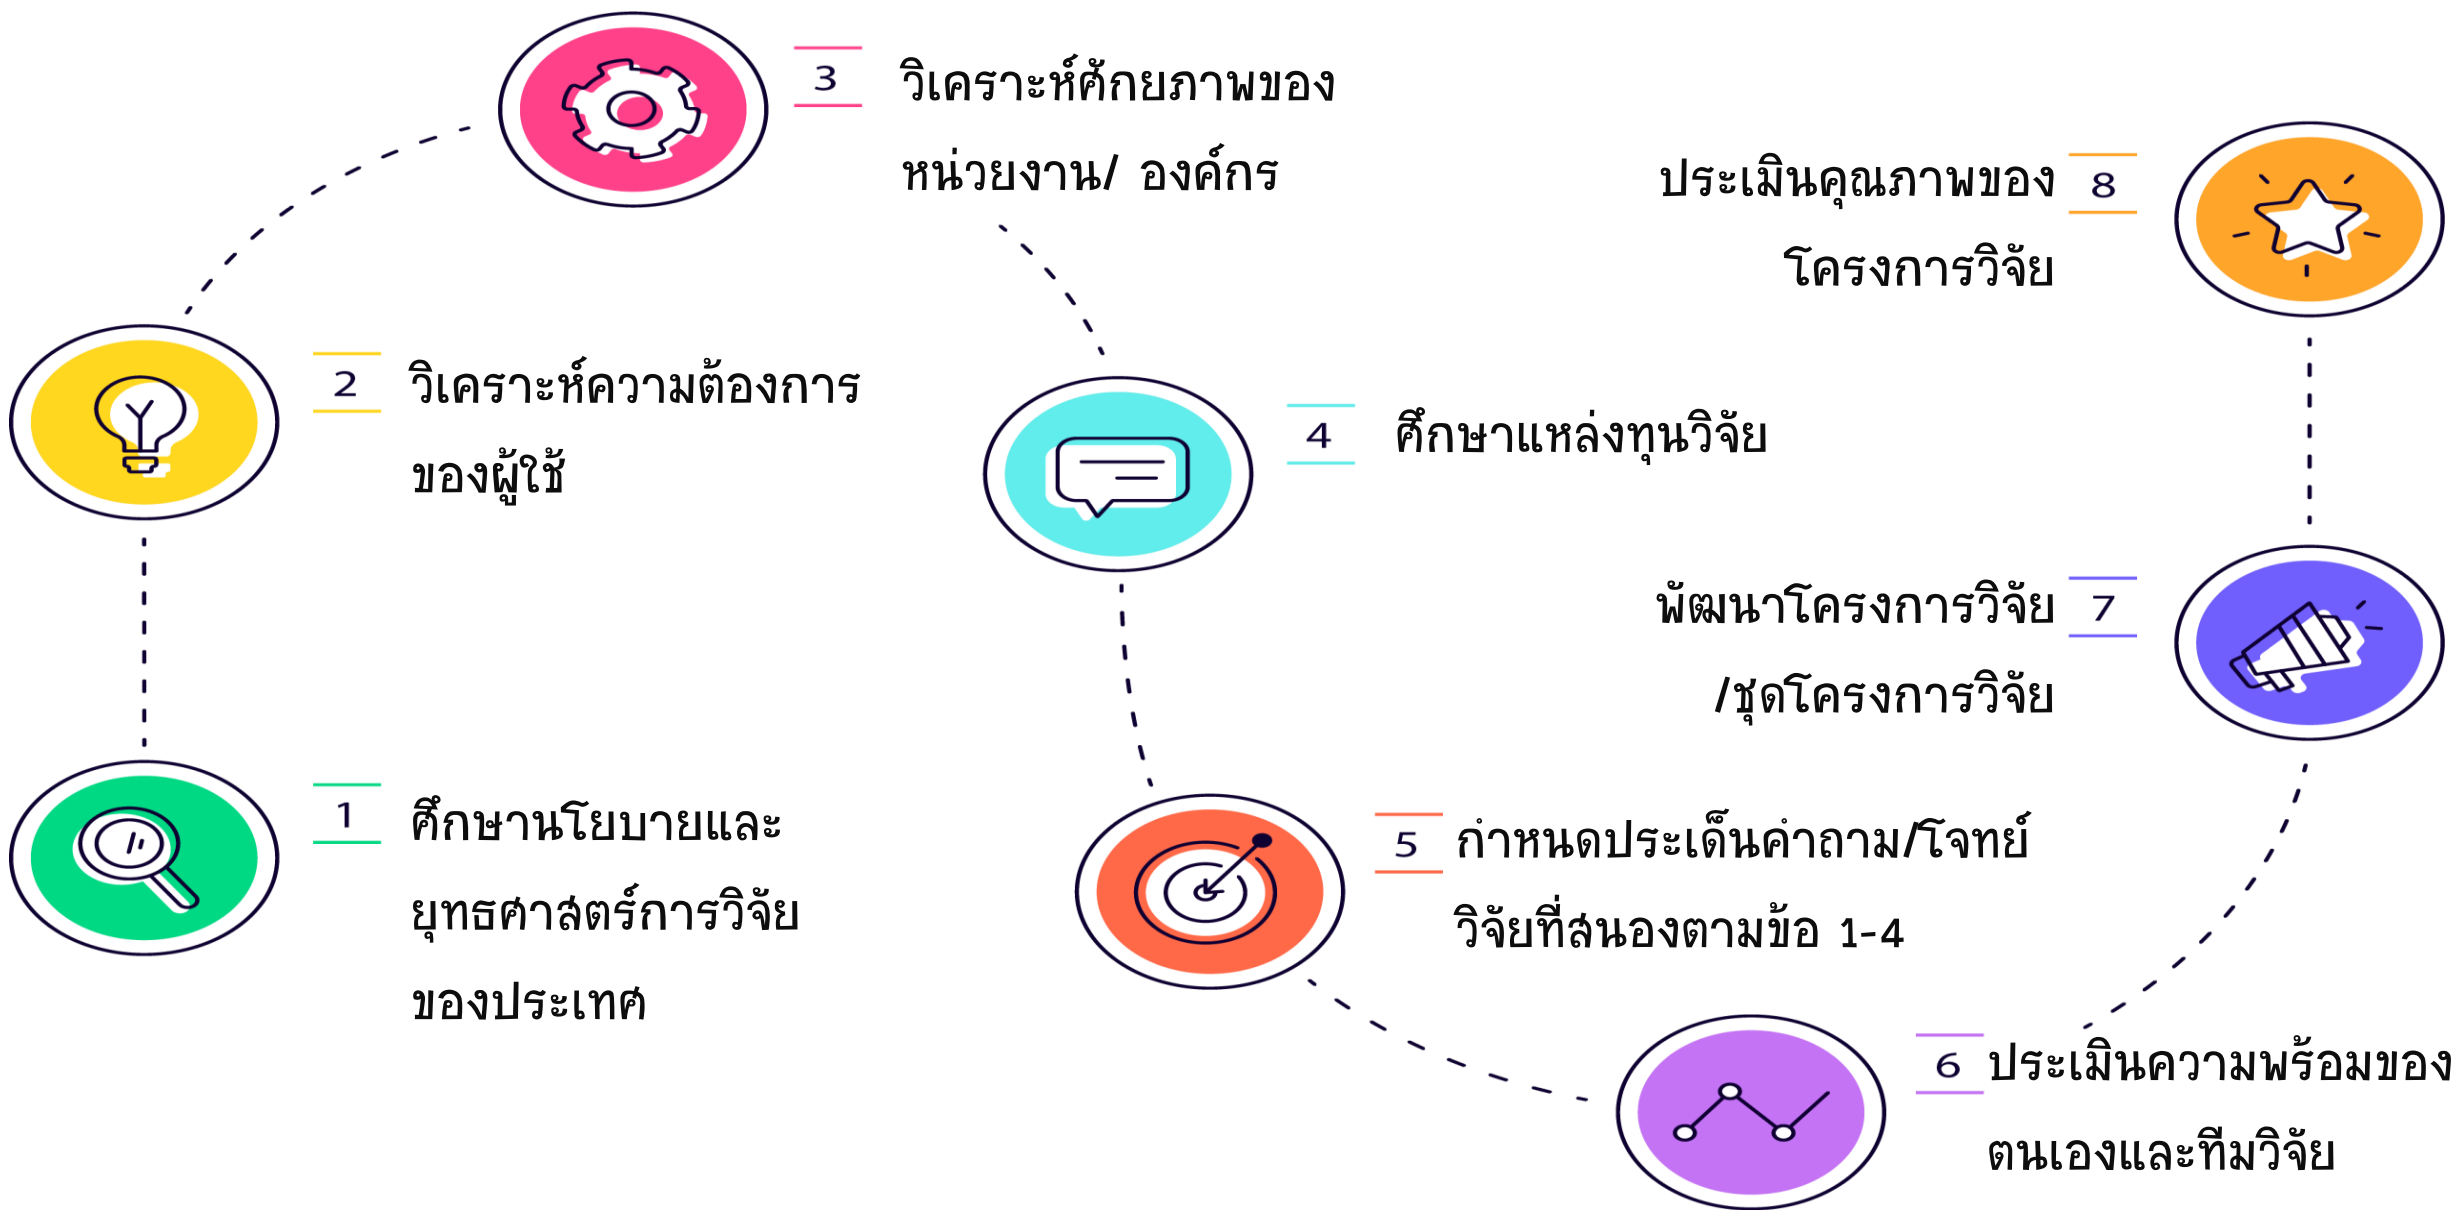 1
ศึกษานโยบายและ
ยุทธศาสตร์การวิจัย
ของประเทศ
2
วิเคราะห์ความต้องการ
ของผู้ใช้
3
วิเคราะห์ศักยภาพของ
หน่วยงาน/ องค์กร
4
ศึกษาแหล่งทุนวิจัย
5
กำหนดประเด็นคำถาม/โจทย์
วิจัยที่สนองตามข้อ 1-4
6
ประเมินความพร้อมของ
ตนเองและทีมวิจัย
7
พัฒนาโครงการวิจัย
/ชุดโครงการวิจัย
8
ประเมินคุณภาพของ
โครงการวิจัย